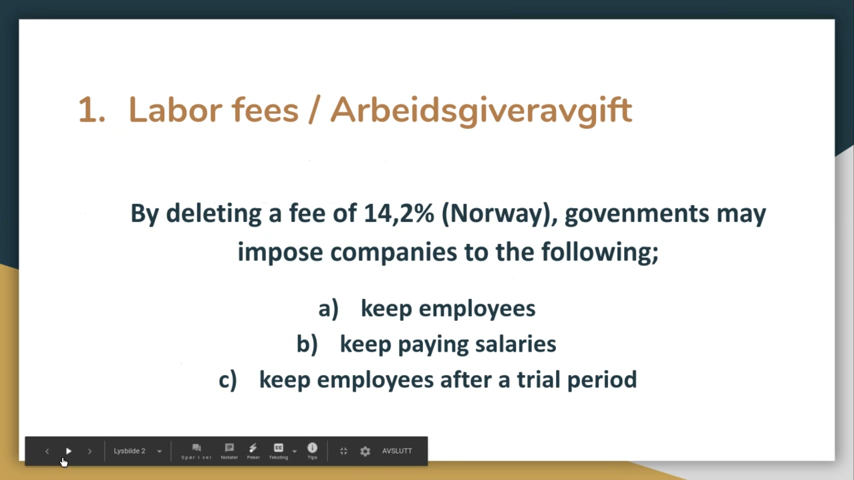 1. Labor fees / Arbeidsgiveravgift
By deleting a fee of 14,2% (Norway), govenments may
impose companies to the following;
a) keep employees
b) keep paying salaries
c) keep employees after a trial period
Lysbilde 2
Notater
Peker
Teksting
Tips
AVSLUTT